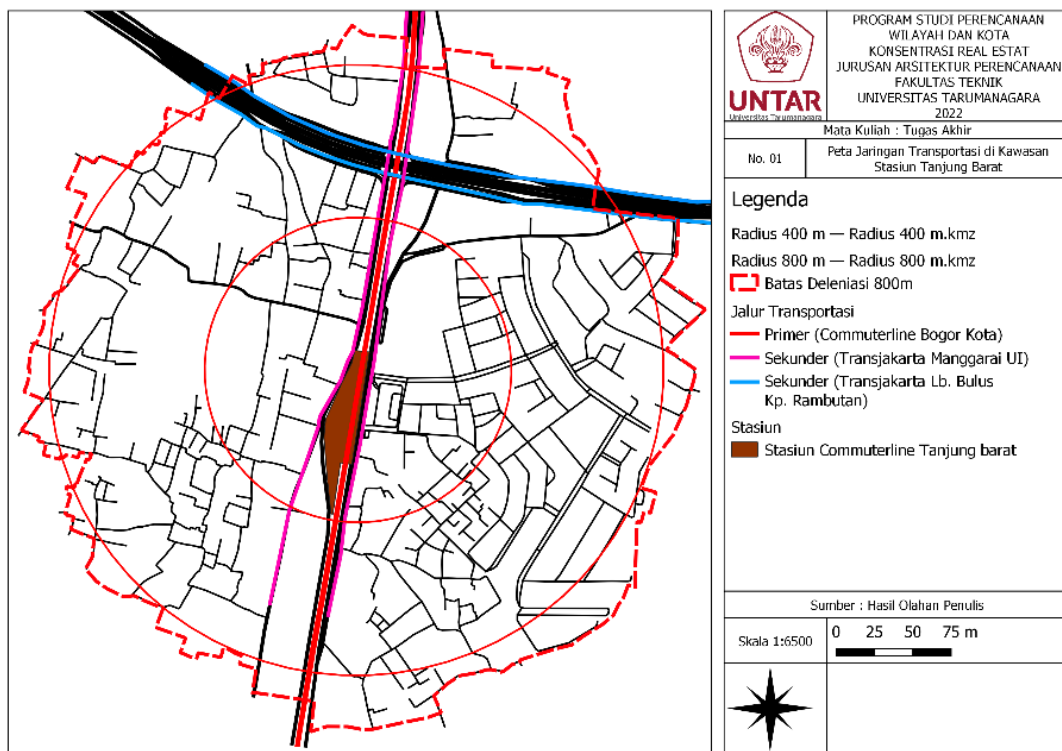 UNTAR
Universitas Tarumanagara
PROGRAM STUDI PERENCANAAN
WILAYAH DAN KOTA
KONSENTRASI REAL ESTAT
JURUSAN ARSITEKTUR PERENCANAAN
FAKULTAS TEKNIK
UNIVERSITAS TARUMANAGARA
2022
Mata Kuliah : Tugas Akhir
No. 01
Peta Jaringan Transportasi di Kawasan
Stasiun Tanjung Barat
Legenda
Radius 400 m — Radius 400 m.kmz
Radius 800 m — Radius 800 m.kmz
Batas Deleniasi 800m
Jalur Transportasi
Primer (Commuterline Bogor Kota)
Sekunder (Transjakarta Manggarai UI)
Sekunder (Transjakarta Lb. Bulus
Kp. Rambutan)
Stasiun
Stasiun Commuterline Tanjung barat
Sumber : Hasil Olahan Penulis
Skala 1:6500
0 25 50 75 m